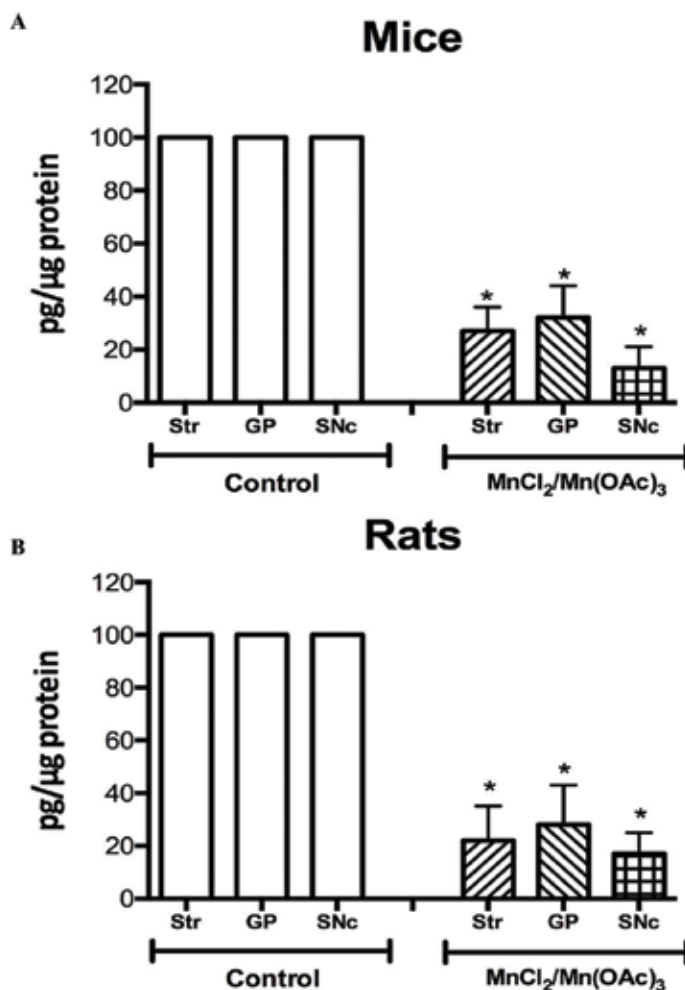 A
Mice
pg/µg protein
120
100
80
60
40
20
0
* * *
Str GP SNc Str GP SNc
Control MnCl₂/Mn(OAc)₃
B
Rats
pg/µg protein
120
100
80
60
40
20
0
* * *
Str GP SNc Str GP SNc
Control MnCl₂/Mn(OAc)₃